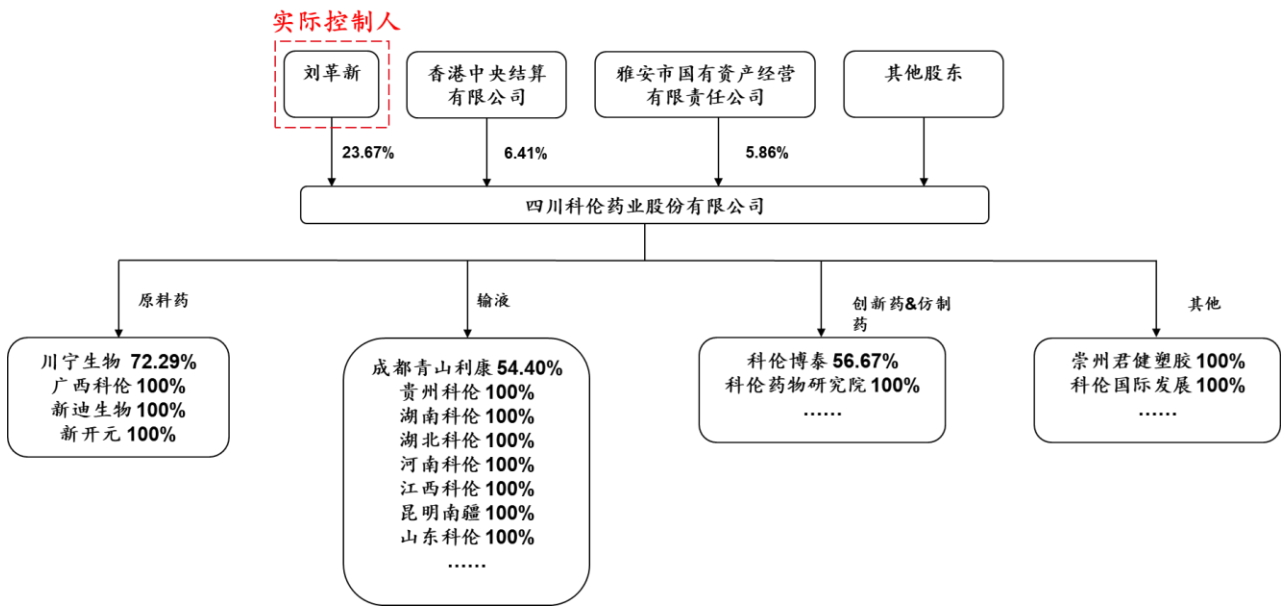 实际控制人
刘革新
香港中央结算
有限公司
雅安市国有资产经营
有限责任公司
其他股东
23.67%
6.41%
5.86%
四川科伦药业股份有限公司
原料药
输液
创新药&仿制
药
其他
川宁生物 72.29%
广西科伦 100%
新迪生物 100%
新开元 100%
成都青山利康 54.40%
贵州科伦 100%
湖南科伦 100%
湖北科伦 100%
河南科伦 100%
江西科伦 100%
昆明南疆 100%
山东科伦 100%
……
科伦博泰 56.67%
科伦药物研究院 100%
……
崇州君健塑胶 100%
科伦国际发展 100%
……